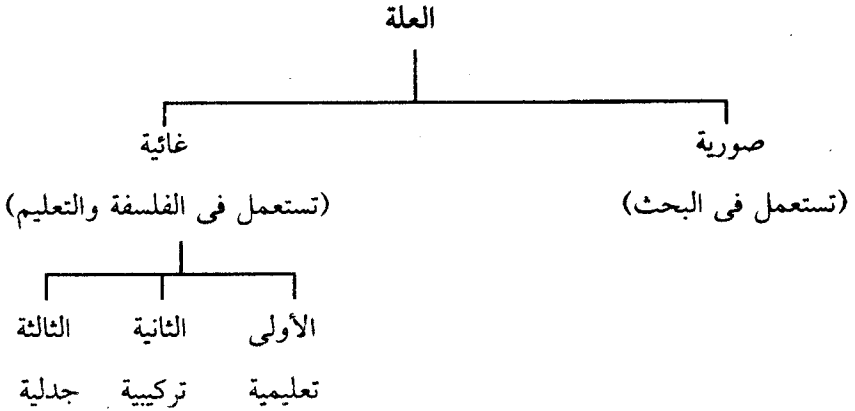 العلة
صورية
غائية
(تستعمل فى البحث)
(تستعمل فى الفلسفة والتعليم)
الأولى
الثانية
الثالثة
تعليمية
تركيبية
جدلية